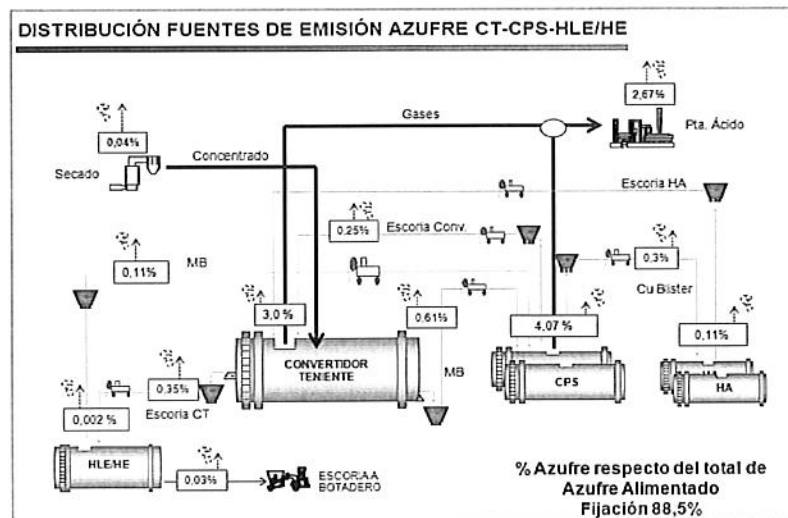 DISTRIBUCIÓN FUENTES DE EMISIÓN AZUFRE CT-CPS-HLE/HE
2,67%
Gases
Pta. Ácido
0,04%
Concentrado
Secado
Escoria HA
0,25%
Escoria Conv.
0,3%
MB
0,11%
Cu Blister
3,0 %
0,61%
4,07 %
0,11%
CONVERTIDOR
TENIENTE
MB
CPS
HA
0,35%
Escoria CT
0,002 %
HLE/HE
0,03%
ESCORIA A
BOTADERO
% Azufre respecto del total de
Azufre Alimentado
Fijación 88,5%